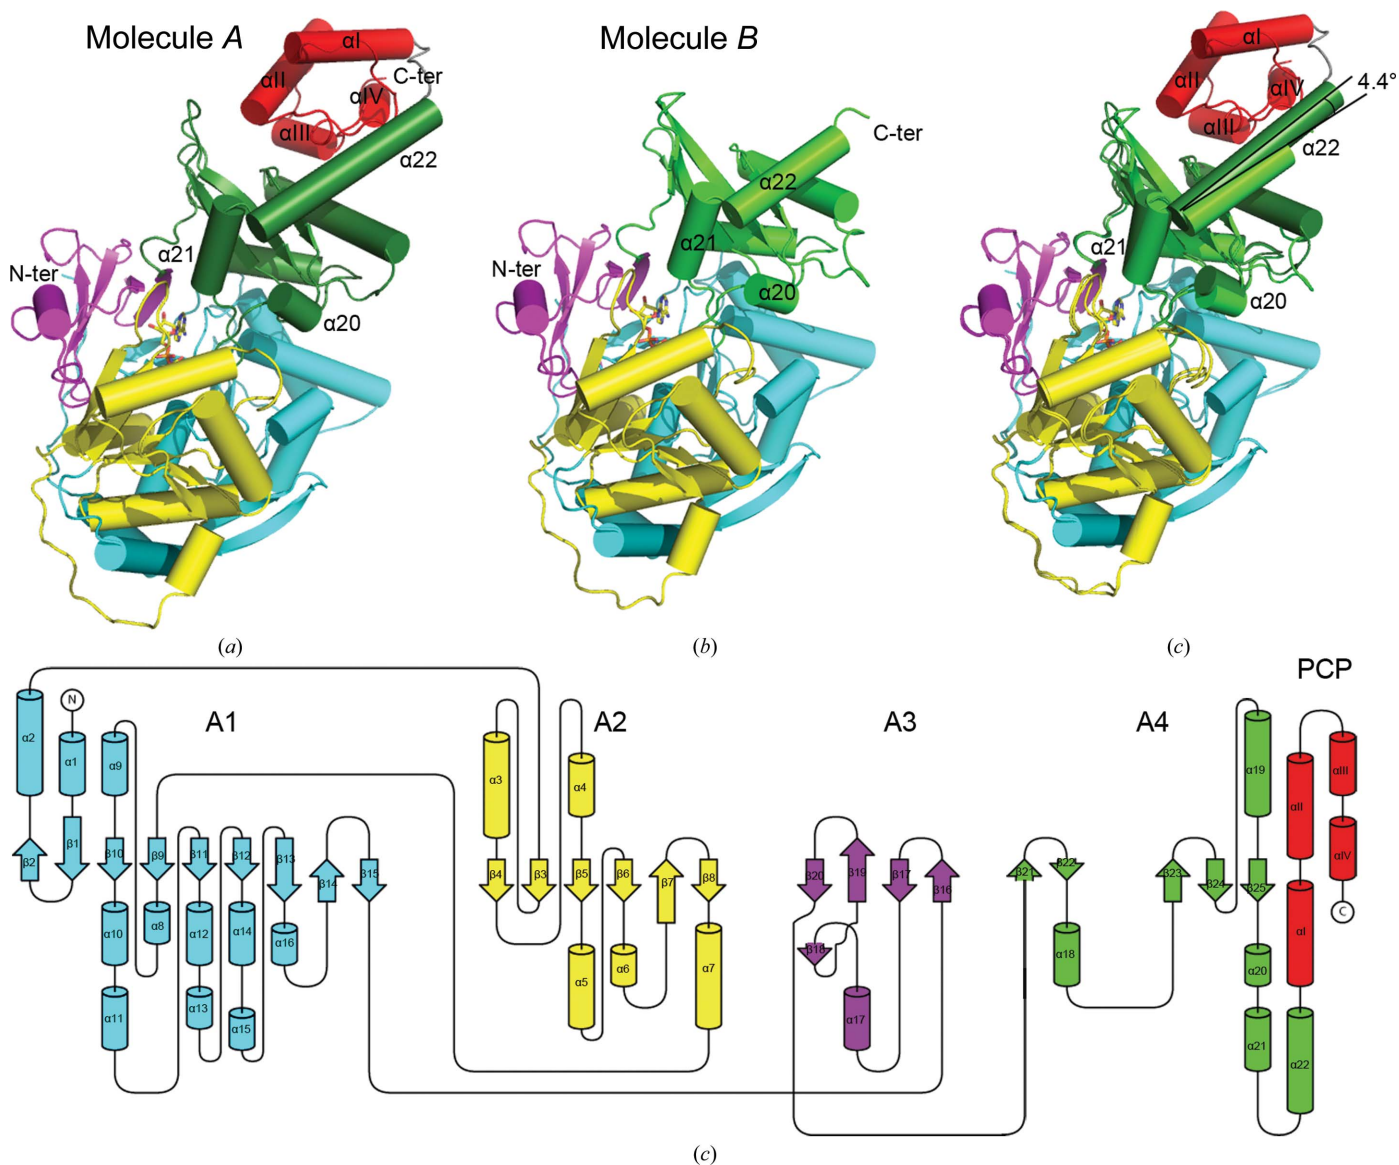 Molecule A
αI
αII
C-ter
αIV
αIII
α22
α21
N-ter
α20
(a)
Molecule B
C-ter
α22
α21
N-ter
α20
(b)
αI
αII
αIV
4.4°
αIII
α22
α21
α20
(c)
PCP
A1
A2
A3
A4
N
α2
α1
α9
β2
β1
β10
β9
β11
β12
β13
β14
β15
α10
α8
α12
α14
α16
α11
α13
α15
α3
α4
β4
β3
β5
β6
β7
β8
α5
α6
α7
β20
β19
β17
β16
β18
α17
β21
β22
β23
β24
β25
α18
α19
α20
α21
α22
αII
αI
αIII
αIV
C
(c)